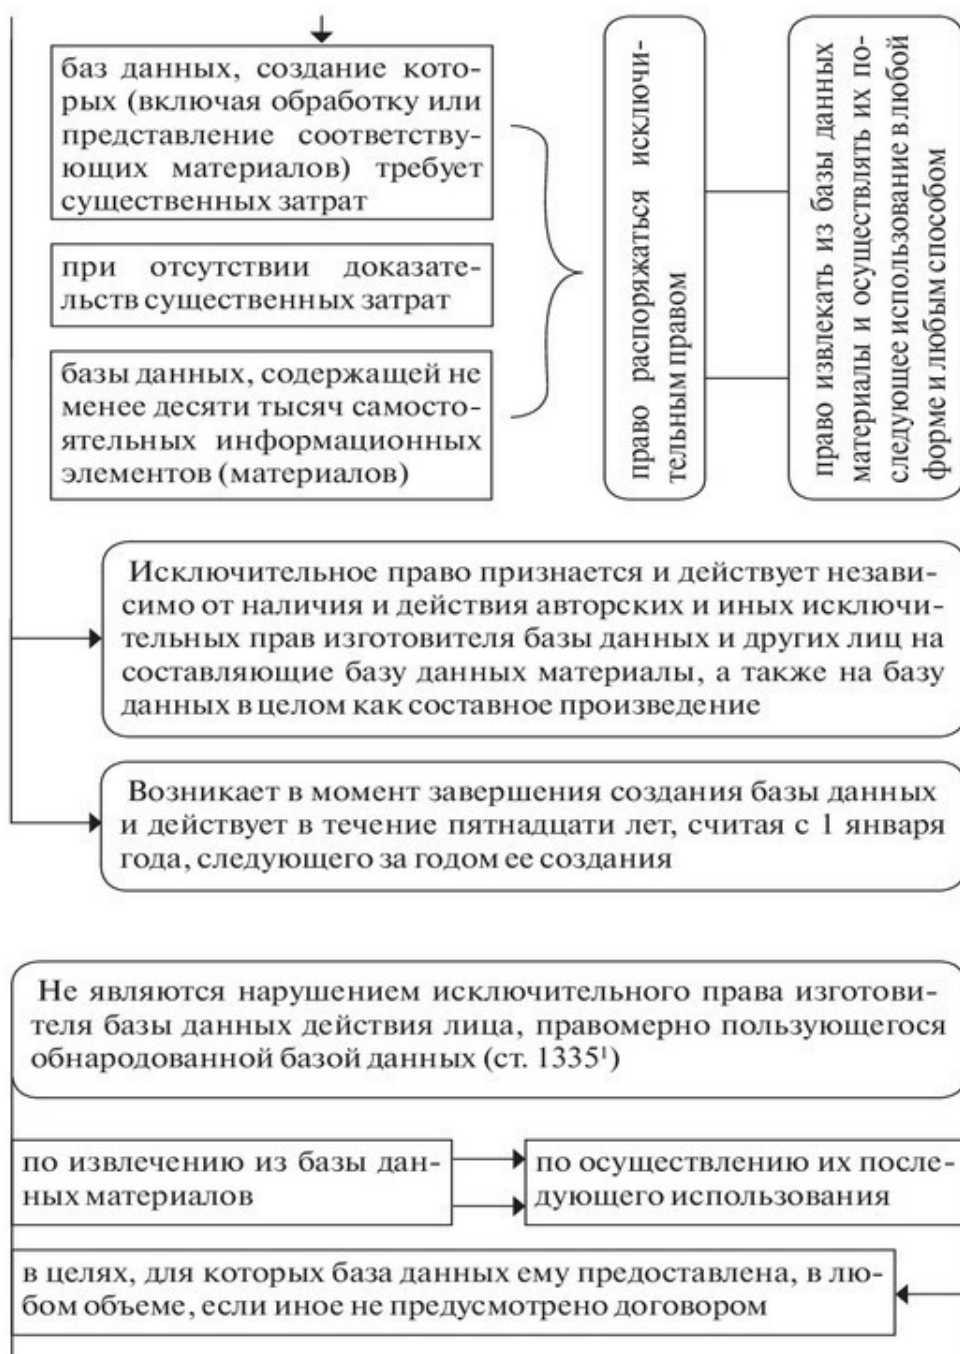 баз данных, создание кото-
рых (включая обработку или
представление соответству-
ющих материалов) требует
существенных затрат
при отсутствии доказате-
льств существенных затрат
базы данных, содержащей не
менее десяти тысяч самосто-
ятельных информационных
элементов (материалов)
право распоряжаться исключи-
тельным правом
право извлекать из базы данных
материалы и осуществлять их по-
следующее использование в любой
форме и любым способом
Исключительное право признается и действует незави-
симо от наличия и действия авторских и иных исключи-
тельных прав изготовителя базы данных и других лиц на
составляющие базу данных материалы, а также на базу
данных в целом как составное произведение
Возникает в момент завершения создания базы данных
и действует в течение пятнадцати лет, считая с 1 января
года, следующего за годом ее создания
Не являются нарушением исключительного права изготови-
теля базы данных действия лица, правомерно пользующегося
обнародованной базой данных (ст. 1335¹)
по извлечению из базы дан-
ных материалов
по осуществлению их после-
дующего использования
в целях, для которых база данных ему предоставлена, в лю-
бом объеме, если иное не предусмотрено договором